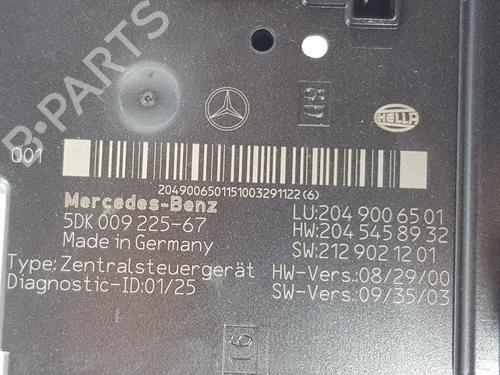 B-PARTS
H8
HELLA
001
2049006501151003291122(6)
Mercedes-Benz
5DK 009 225-67
Made in Germany
Type: Zentralsteuergerät
Diagnostic-ID:01/25
LU:204 900 65 01
HW:204 545 89 32
SW:212 902 12 01
HW-Vers.:08/29/00
SW-Vers.:09/35/03